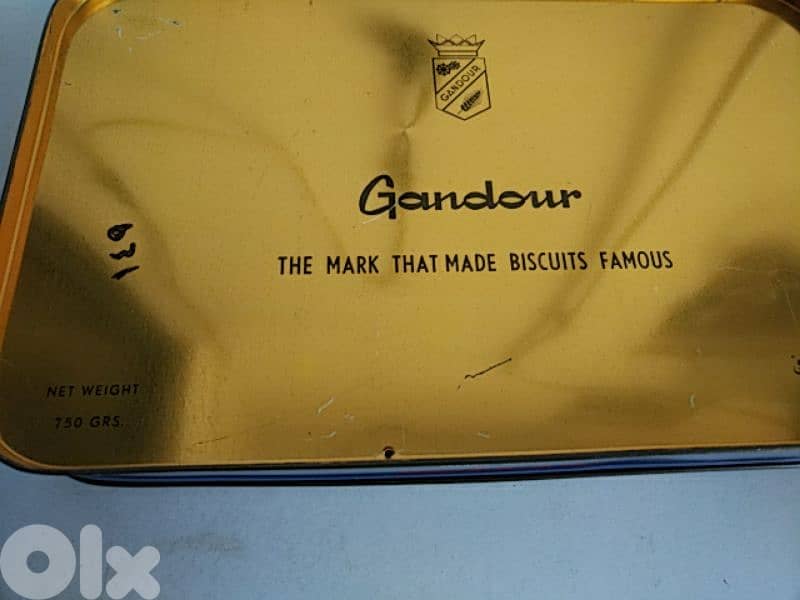 GANDOUR
Gandour
THE MARK THAT MADE BISCUITS FAMOUS
NET WEIGHT
750 GRS.
Olx